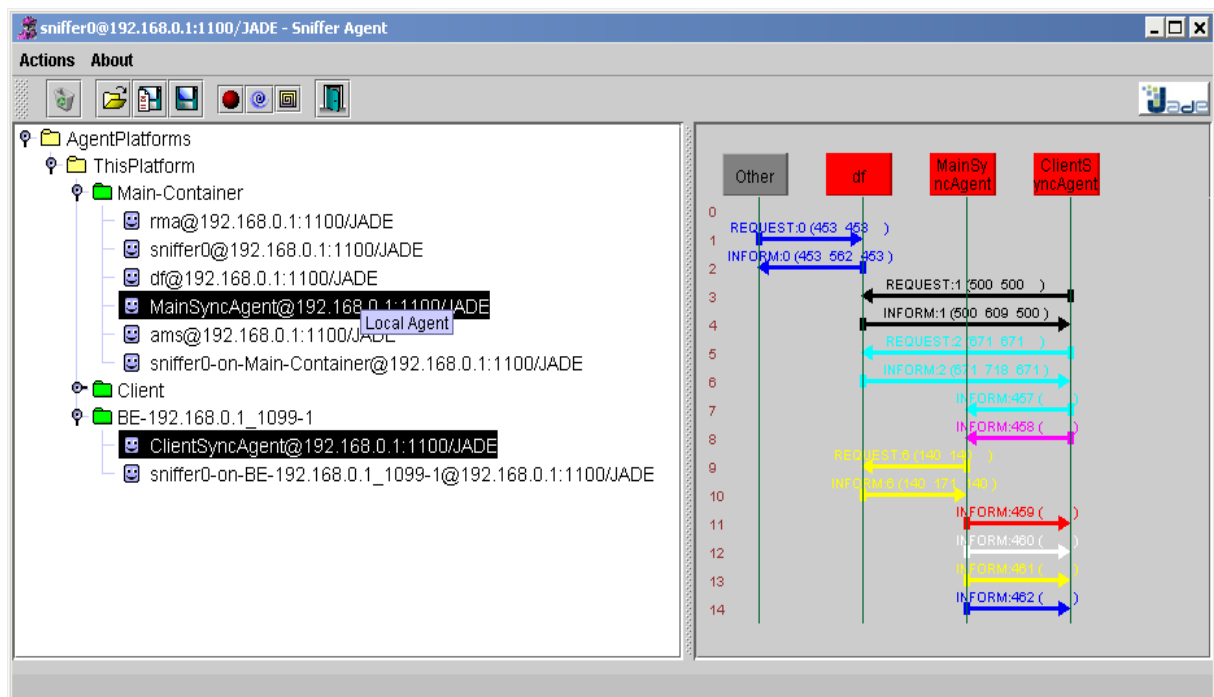 sniffer0@192.168.0.1:1100/JADE - Sniffer Agent
Actions About
Jade
AgentPlatforms
ThisPlatform
Main-Container
rma@192.168.0.1:1100/JADE
sniffer0@192.168.0.1:1100/JADE
df@192.168.0.1:1100/JADE
MainSyncAgent@192.168.0.1:1100/JADE
Local Agent
ams@192.168.0.1:1100/JADE
sniffer0-on-Main-Container@192.168.0.1:1100/JADE
Client
BE-192.168.0.1_1099-1
ClientSyncAgent@192.168.0.1:1100/JADE
sniffer0-on-BE-192.168.0.1_1099-1@192.168.0.1:1100/JADE
Other
df
MainSy
ncAgent
ClientS
yncAgent
0
REQUEST:0 (453 453 )
1
INFORM:0 (453 562 453 )
2
REQUEST:1 (500 500 )
3
INFORM:1 (500 609 500 )
4
REQUEST:2 (671 671 )
5
INFORM:2 (671 718 671 )
6
INFORM:457 ( )
7
INFORM:458 ( )
8
REQUEST:6 (140 140 )
9
INFORM:6 (140 171 140 )
10
INFORM:459 ( )
11
INFORM:460 ( )
12
INFORM:461 ( )
13
INFORM:462 ( )
14